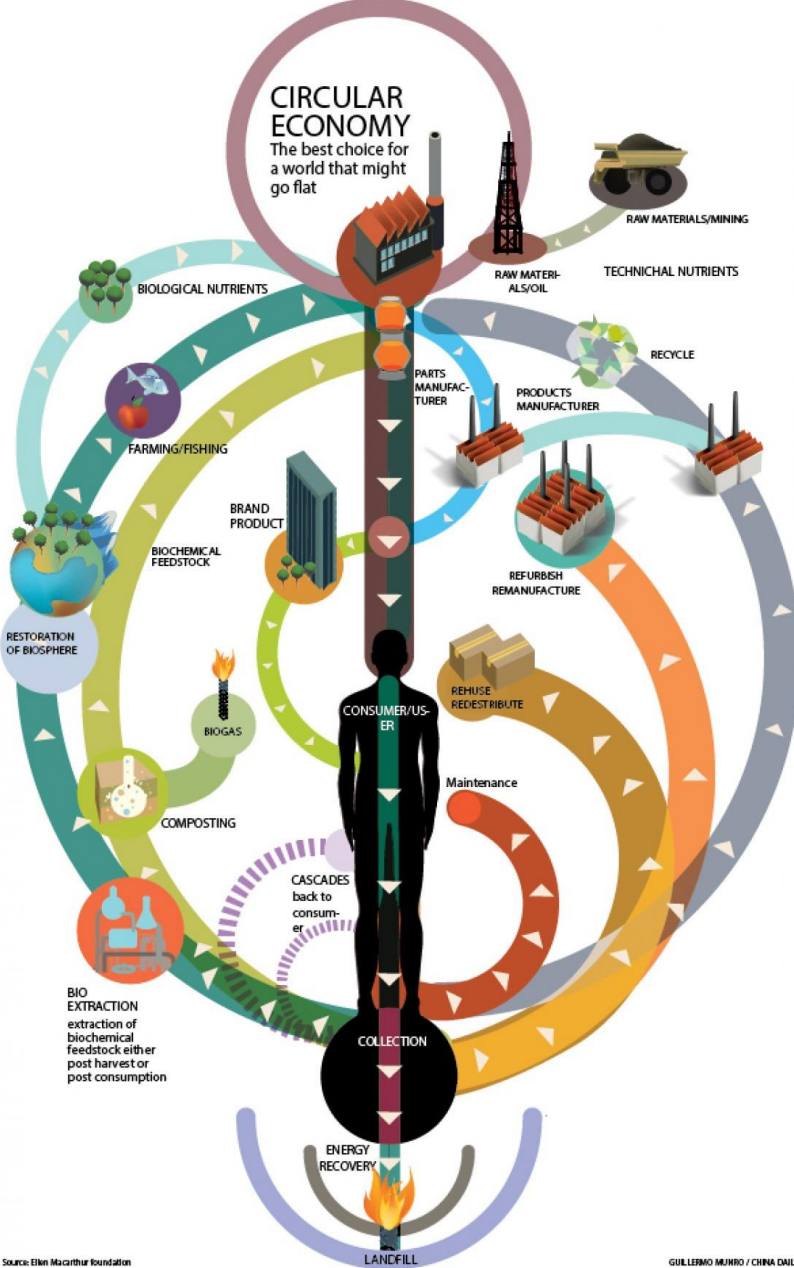 CIRCULAR
ECONOMY
The best choice for
a world that might
go flat
RAW MATERIALS/MINING
RAW MATERI-
ALS/OIL
TECHNICHAL NUTRIENTS
BIOLOGICAL NUTRIENTS
RECYCLE
PARTS
MANUFAC-
TURER
PRODUCTS
MANUFACTURER
FARMING/FISHING
BRAND
PRODUCT
BIOCHEMICAL
FEEDSTOCK
REFURBISH
REMANUFACTURE
RESTORATION
OF BIOSPHERE
REHUSE
REDESTRIBUTE
CONSUMER/US-
ER
BIOGAS
Maintenance
COMPOSTING
CASCADES
back to
consum-
er
BIO
EXTRACTION
extraction of
biochemical
feedstock either
post harvest or
post consumption
COLLECTION
ENERGY
RECOVERY
LANDFILL
Source: Ellen Macarthur foundation
GUILLERMO MUNRO / CHINA DAIL